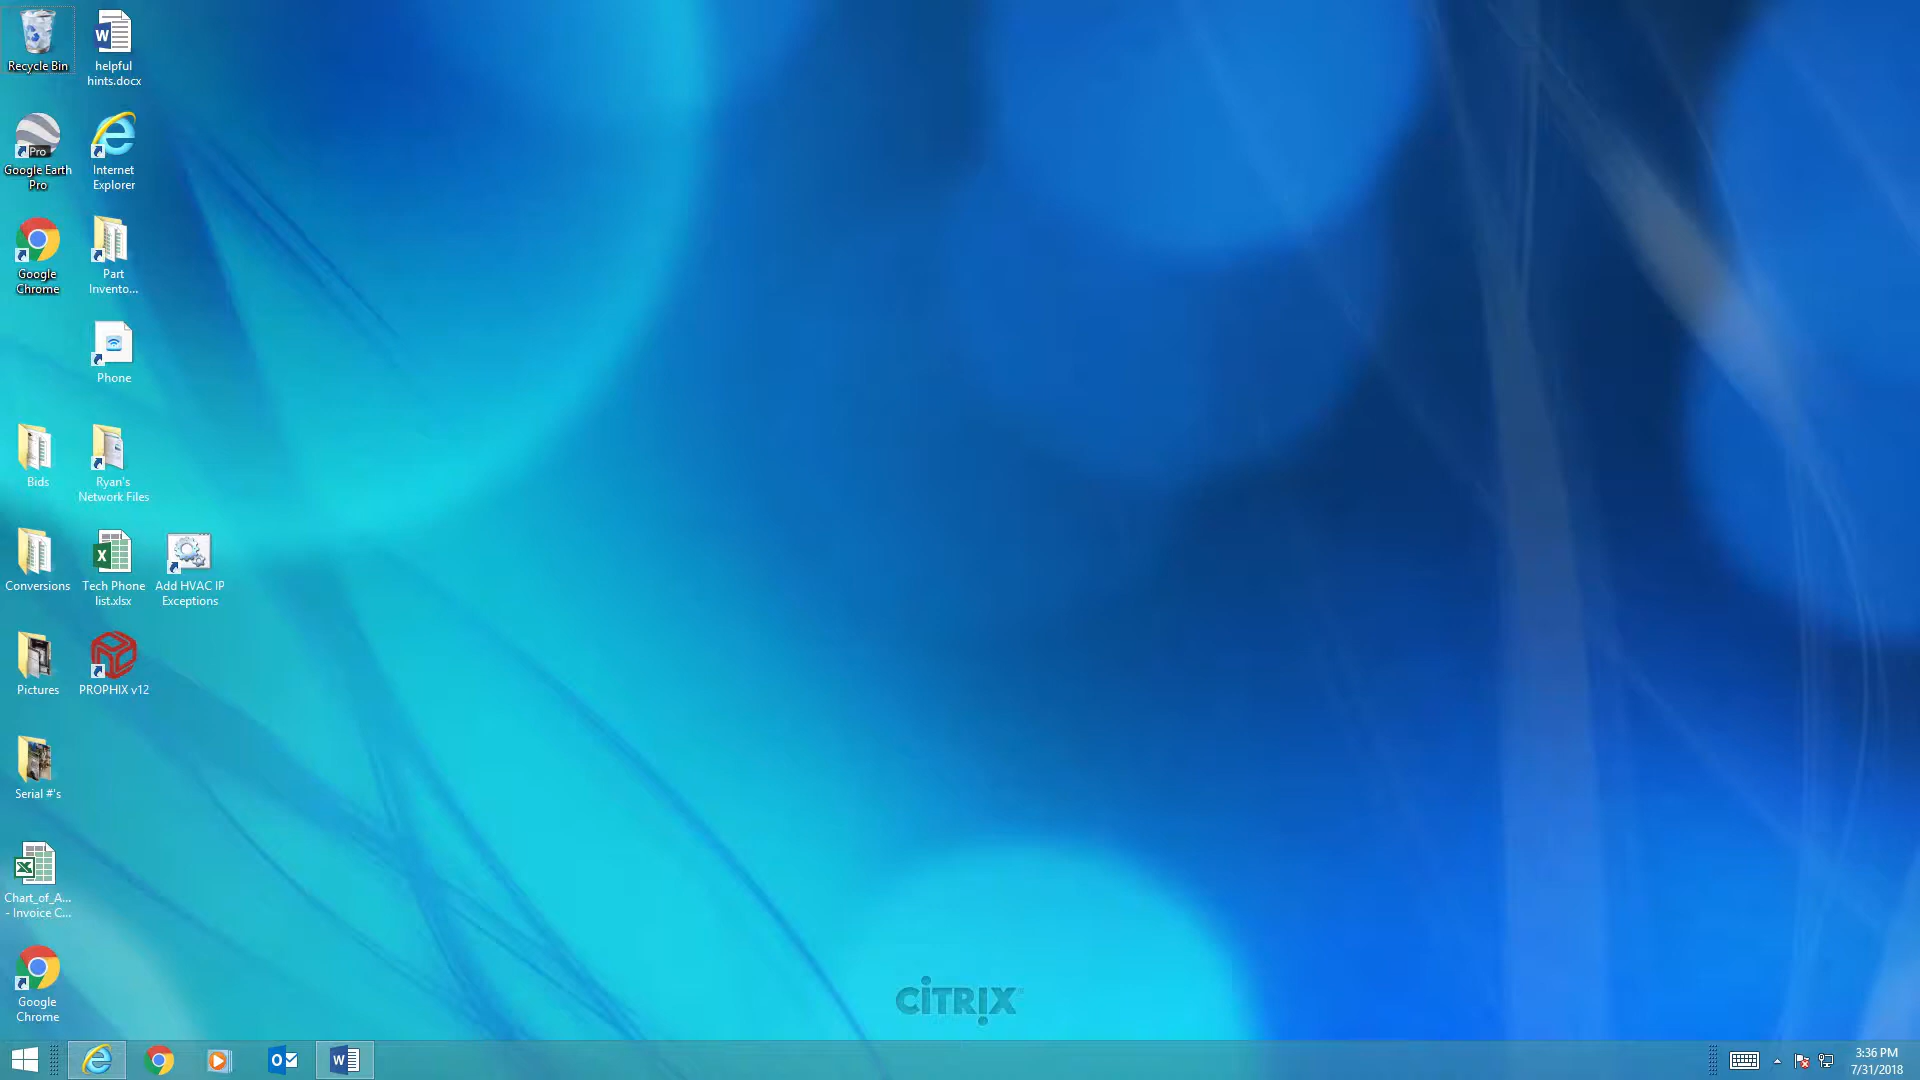 Recycle Bin
helpful
hints.docx
Pro
Google Earth
Pro
Internet
Explorer
Google
Chrome
Part
Invento...
Phone
Bids
Ryan's
Network Files
Conversions
Tech Phone
list.xlsx
Add HVAC IP
Exceptions
Pictures
PROPHIX v12
Serial #'s
Chart_of_A...
- Invoice C...
Google
Chrome
CİTRIX
3:36 PM
7/31/2018